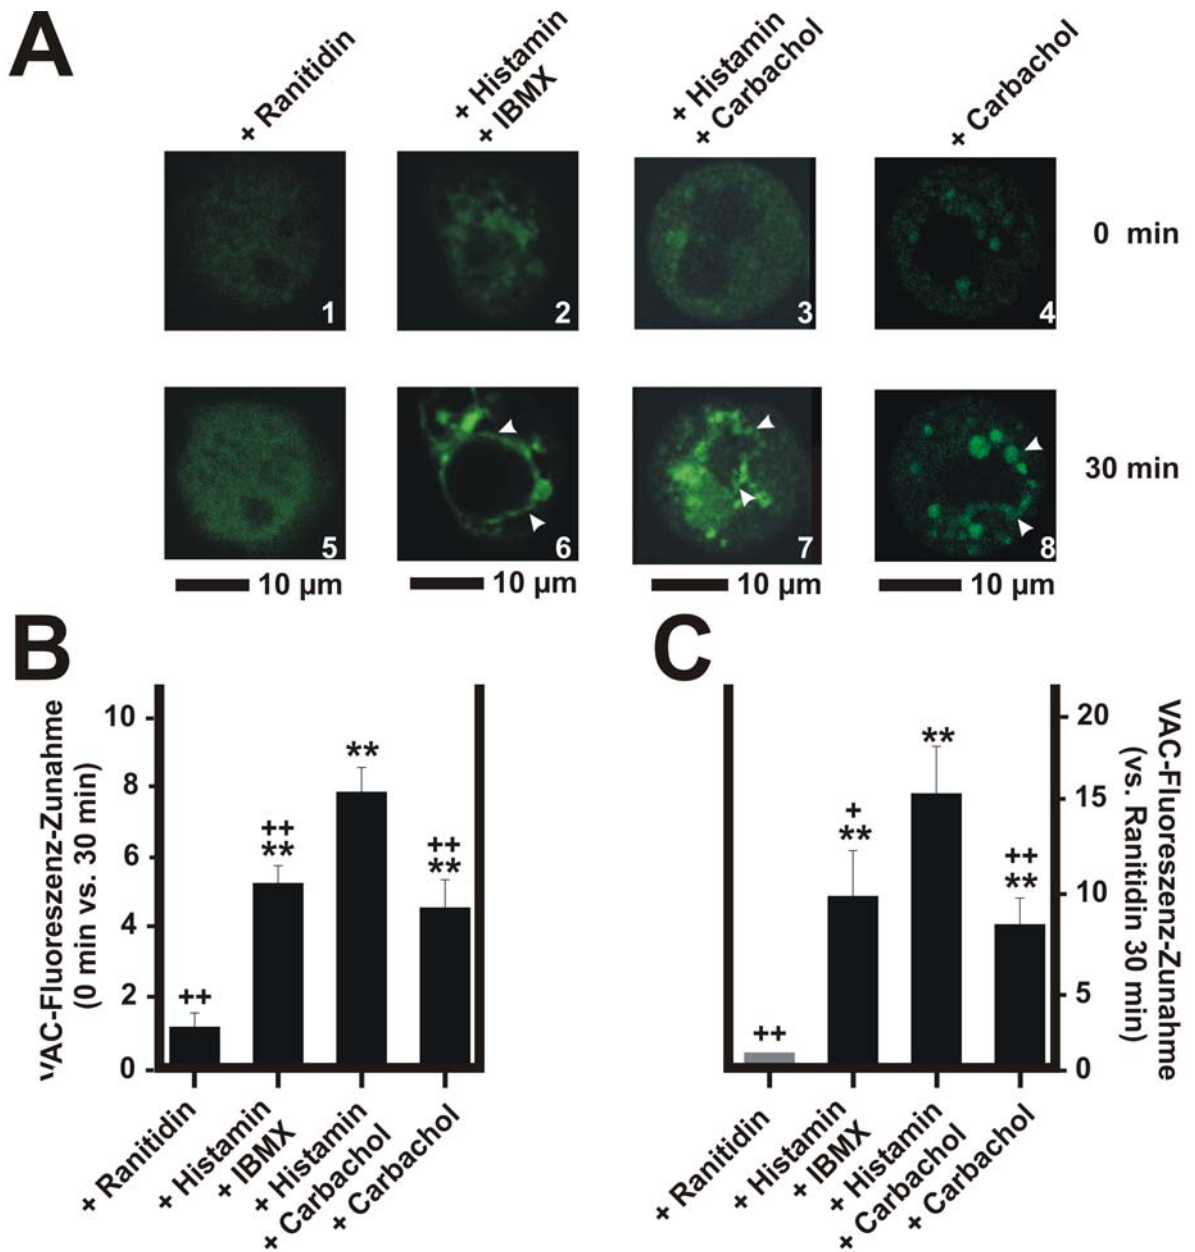 A
+ Ranitidin
+ Histamin
+ IBMX
+ Histamin
+ Carbachol
+ Carbachol
1
2
3
4
0 min
5
6
7
8
30 min
10 µm
10 µm
10 µm
10 µm
B
VAC-Fluoreszenz-Zunahme
(0 min vs. 30 min)
10
8
6
4
2
0
++
++
**
**
++
**
+ Ranitidin
+ Histamin
+ IBMX
+ Histamin
+ Carbachol
+ Carbachol
C
++
+
**
**
++
**
20
15
10
5
0
VAC-Fluoreszenz-Zunahme
(vs. Ranitidin 30 min)
+ Ranitidin
+ Histamin
+ IBMX
+ Histamin
+ Carbachol
+ Carbachol